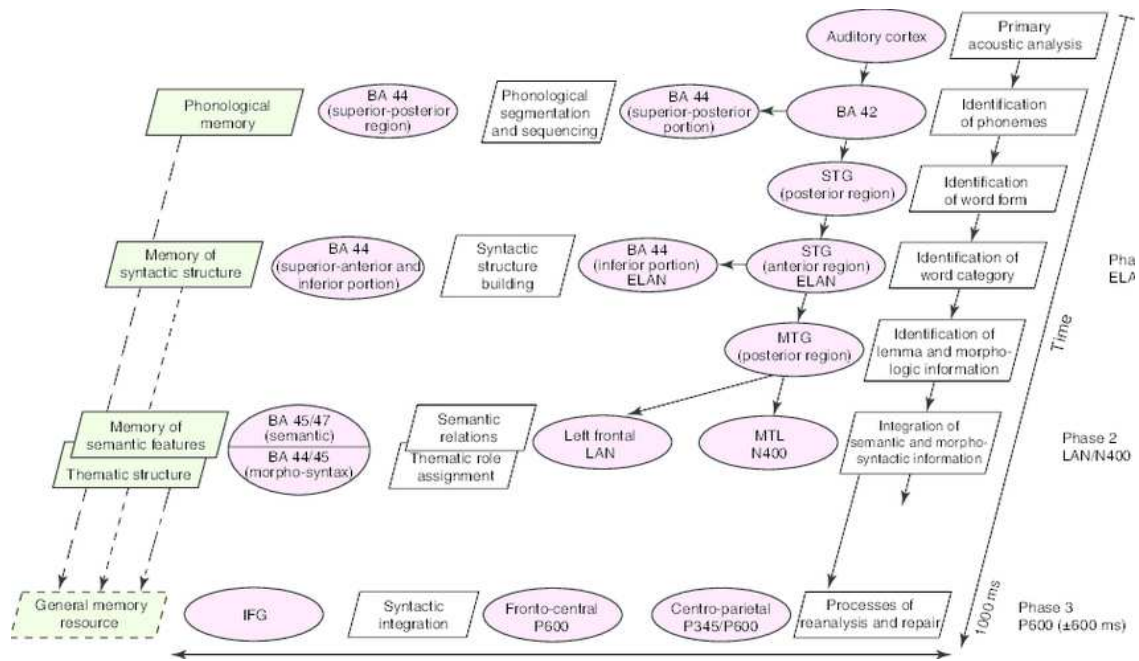 Auditory cortex
Primary
acoustic analysis
Phonological
memory
BA 44
(superior-posterior
region)
Phonological
segmentation
and sequencing
BA 44
(superior-posterior
portion)
BA 42
Identification
of phonemes
STG
(posterior region)
Identification
of word form
Memory of
syntactic structure
BA 44
(superior-anterior and
inferior portion)
Syntactic
structure
building
BA 44
(inferior portion)
ELAN
STG
(anterior region)
ELAN
Identification of
word category
Pha
ELA
Time
MTG
(posterior region)
Identification of
lemma and morpho-
logic information
Memory of
semantic features
Thematic structure
BA 45/47
(semantic)
BA 44/45
(morpho-syntax)
Semantic
relations
Thematic role
assignment
Left frontal
LAN
MTL
N400
Integration of
semantic and morpho-
syntactic information
Phase 2
LAN/N400
General memory
resource
IFG
Syntactic
integration
Fronto-central
P600
Centro-parietal
P345/P600
Processes of
reanalysis and repair
1000 ms
Phase 3
P600 (±600 ms)